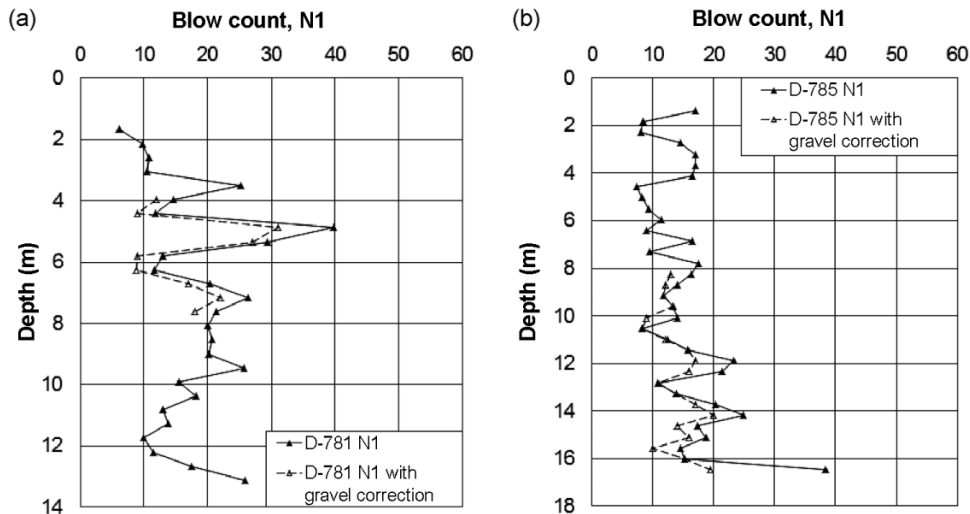 (a)
Blow count, N1
0 10 20 30 40 50 60
0
2
4
6
8
10
12
14
Depth (m)
D-781 N1
D-781 N1 with
gravel correction
(b)
Blow count, N1
0 10 20 30 40 50 60
0
2
4
6
8
10
12
14
16
18
Depth (m)
D-785 N1
D-785 N1 with
gravel correction